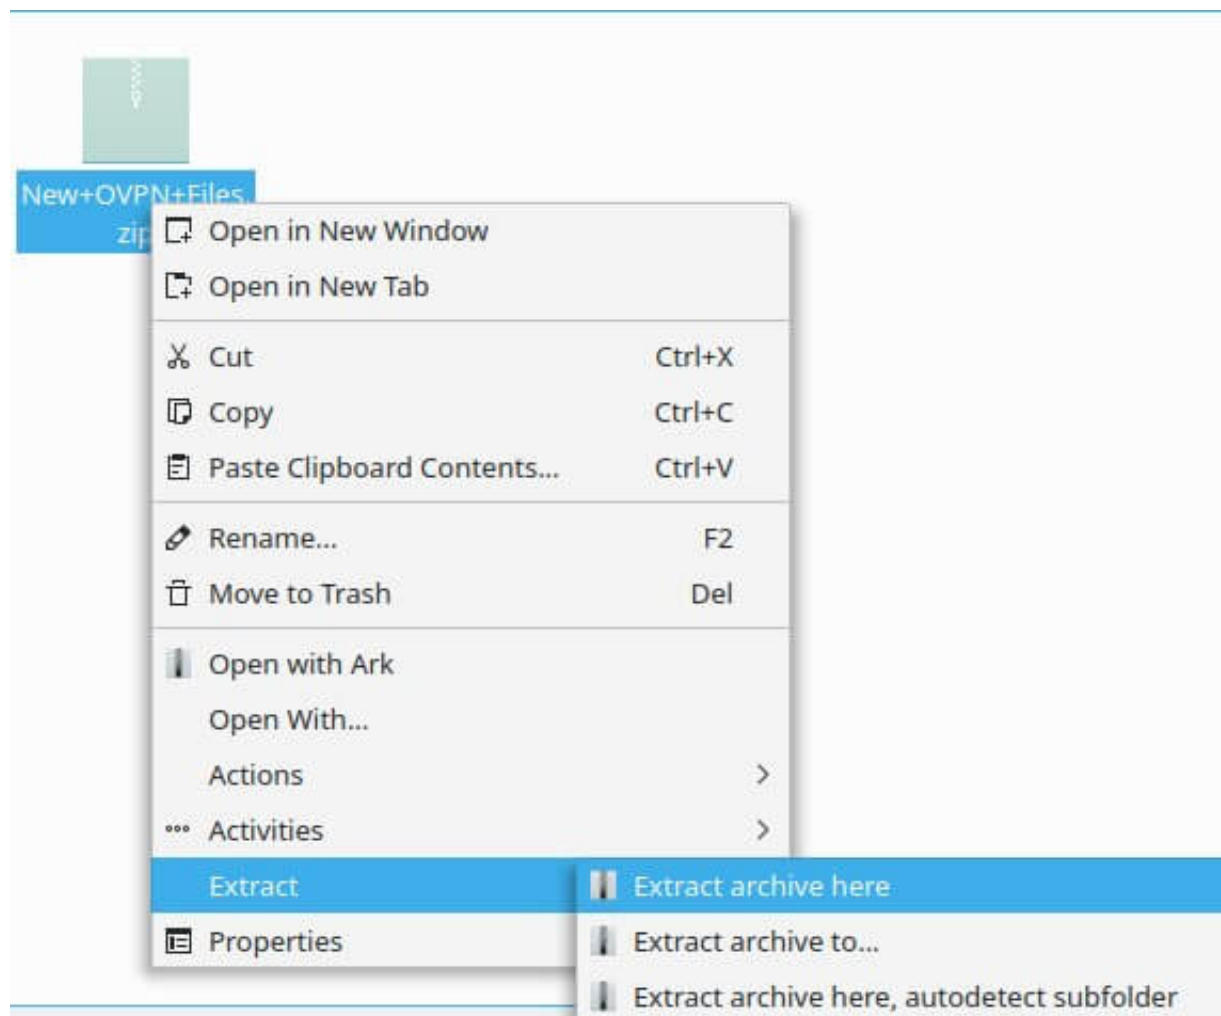 New+OVPN+Files.
zip
Open in New Window
Open in New Tab
Cut Ctrl+X
Copy Ctrl+C
Paste Clipboard Contents... Ctrl+V
Rename... F2
Move to Trash Del
Open with Ark
Open With...
Actions
Activities
Extract
Extract archive here
Properties
Extract archive to...
Extract archive here, autodetect subfolder